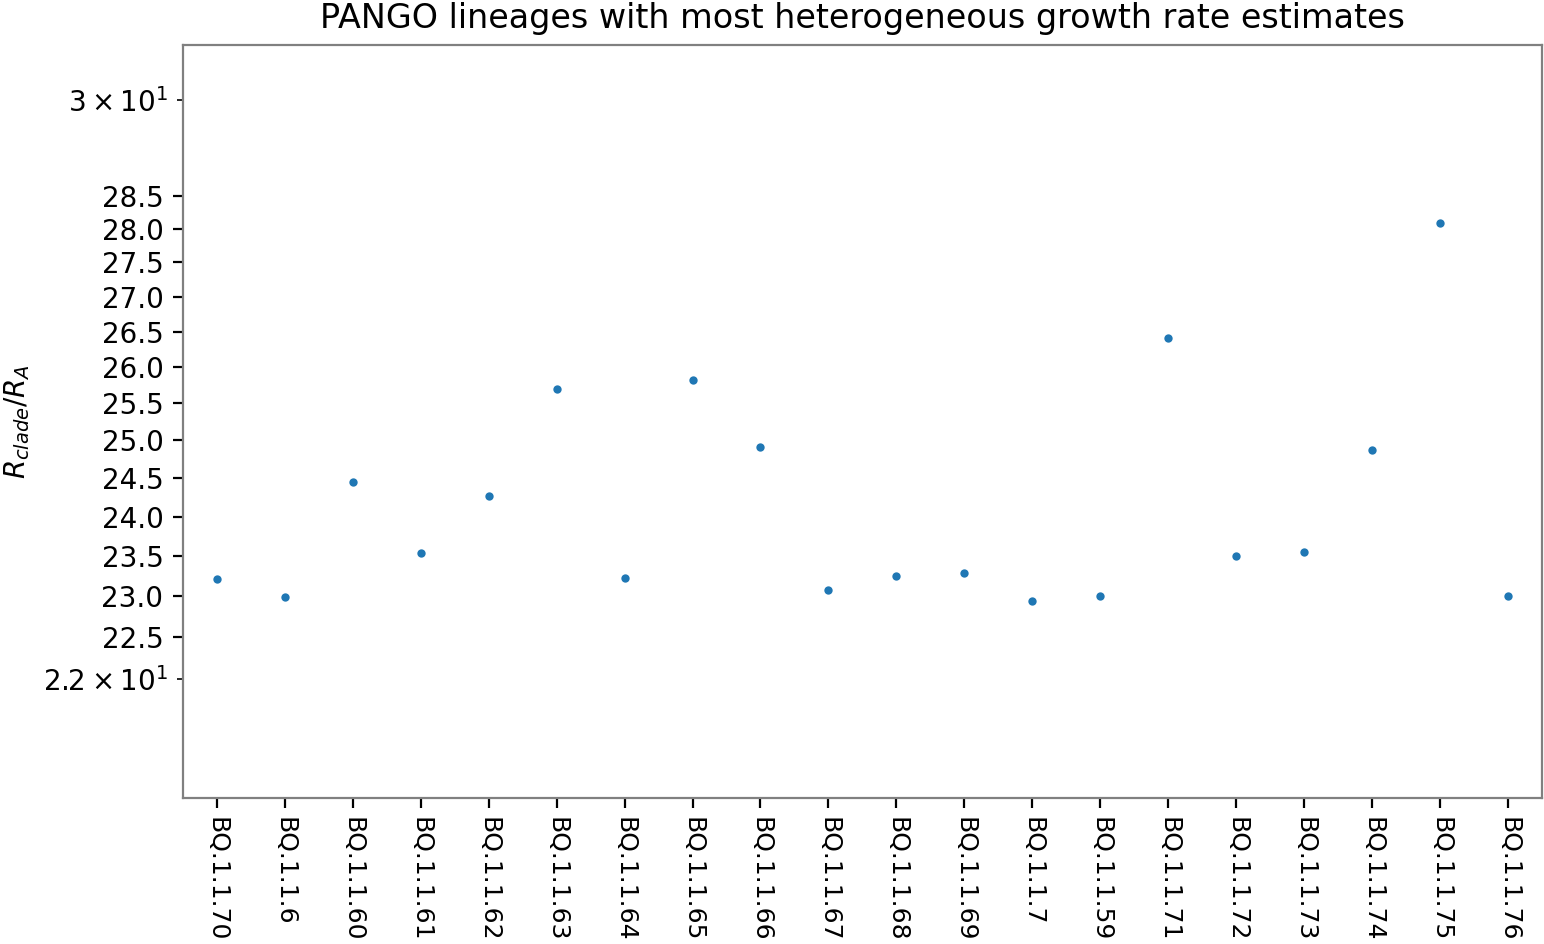 PANGO lineages with most heterogeneous growth rate estimates
3 × 10¹
28.5
28.0
27.5
27.0
26.5
26.0
25.5
25.0
24.5
24.0
23.5
23.0
22.5
2.2 × 10¹
R_clade/R_A
BQ.1.1.70
BQ.1.1.6
BQ.1.1.60
BQ.1.1.61
BQ.1.1.62
BQ.1.1.63
BQ.1.1.64
BQ.1.1.65
BQ.1.1.66
BQ.1.1.67
BQ.1.1.68
BQ.1.1.69
BQ.1.1.7
BQ.1.1.59
BQ.1.1.71
BQ.1.1.72
BQ.1.1.73
BQ.1.1.74
BQ.1.1.75
BQ.1.1.76